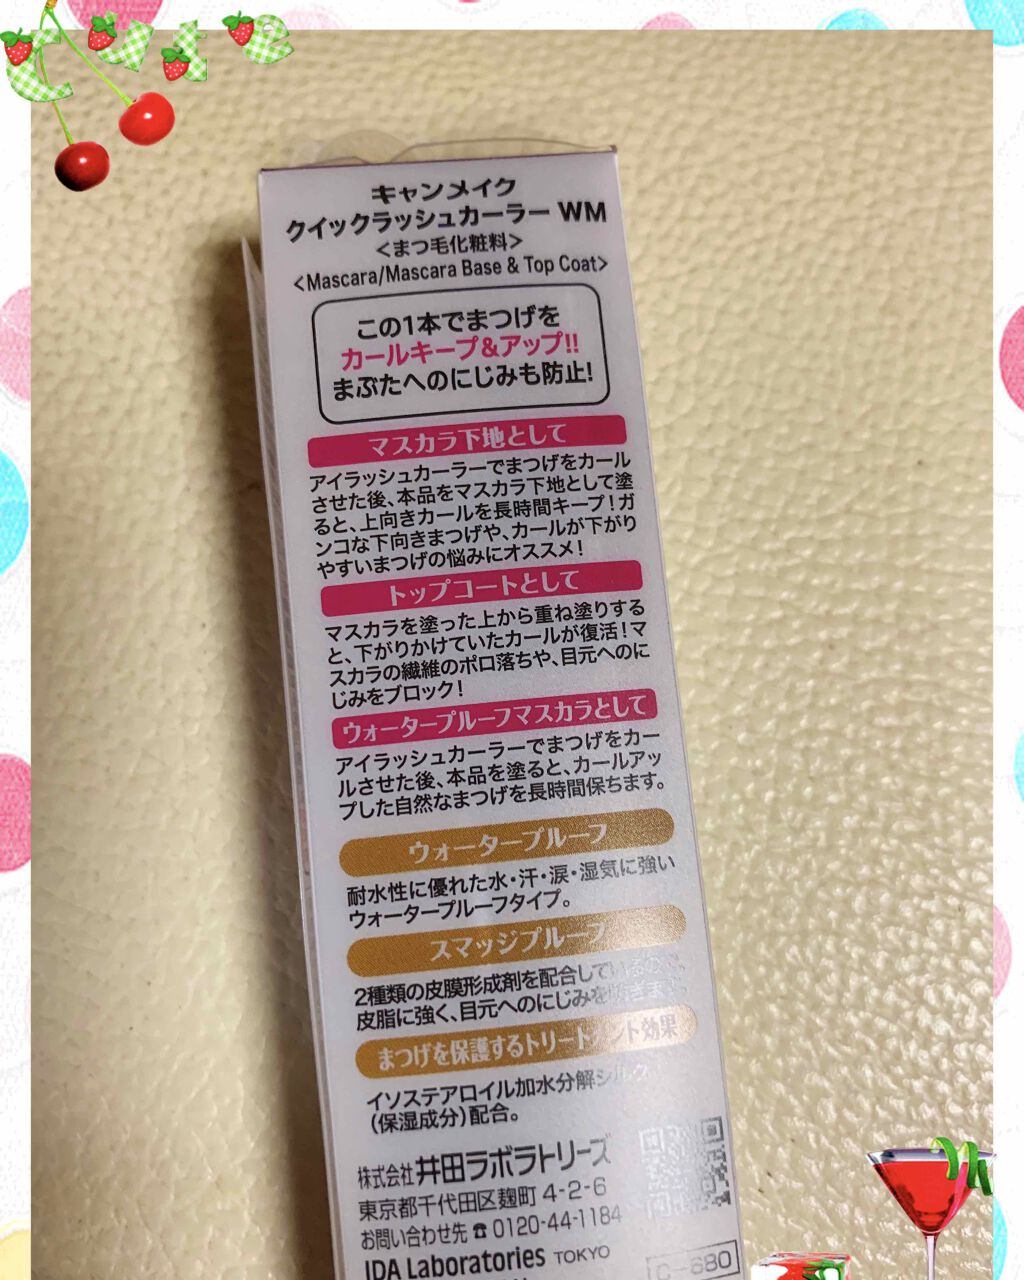 cute
キャンメイク
クイックラッシュカーラー WM
<まつ毛化粧料>
<Mascara/Mascara Base & Top Coat>
この1本でまつげを
カールキープ&アップ!!
まぶたへのにじみも防止!
マスカラ下地として
アイラッシュカーラーでまつげをカール
させた後、本品をマスカラ下地として塗
ると、上向きカールを長時間キープ!ガ
ンコな下向きまつげや、カールが下がり
やすいまつげの悩みにオススメ!
トップコートとして
マスカラを塗った上から重ね塗りする
と、下がりかけていたカールが復活!マ
スカラの繊維のポロ落ちや、目元へのに
じみをブロック!
ウォータープルーフマスカラとして
アイラッシュカーラーでまつげをカー
ルさせた後、本品を塗ると、カールアッ
プした自然なまつげを長時間保ちます。
ウォータープルーフ
耐水性に優れた水・汗・涙・湿気に強い
ウォータープルーフタイプ。
スマッジプルーフ
2種類の皮膜形成剤を配合しているので、
皮脂に強く、目元へのにじみを防ぎます。
まつげを保護するトリートメント効果
イソステアロイル加水分解シルク
(保湿成分)配合。
株式会社井田ラボラトリーズ
東京都千代田区麹町 4-2-6
お問い合わせ先 ☎ 0120-44-1184
IDA Laboratories TOKYO
C-680